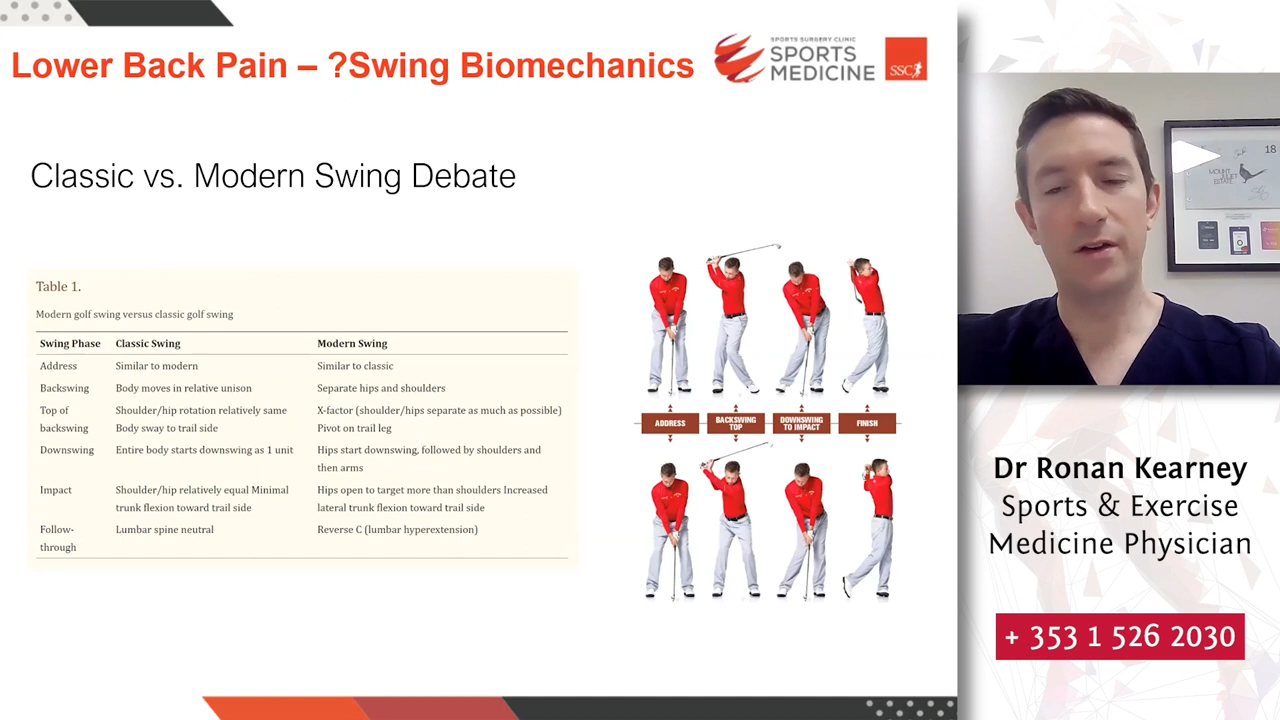 Lower Back Pain – ?Swing Biomechanics
SPORTS SURGERY CLINIC
SPORTS
MEDICINE
SSC
Classic vs. Modern Swing Debate
Table 1.
Modern golf swing versus classic golf swing
Swing Phase Classic Swing Modern Swing
Address Similar to modern Similar to classic
Backswing Body moves in relative unison Separate hips and shoulders
Top of Shoulder/hip rotation relatively same X-factor (shoulder/hips separate as much as possible)
backswing Body sway to trail side Pivot on trail leg
Downswing Entire body starts downswing as 1 unit Hips start downswing, followed by shoulders and
then arms
Impact Shoulder/hip relatively equal Minimal Hips open to target more than shoulders Increased
trunk flexion toward trail side lateral trunk flexion toward trail side
Follow- Lumbar spine neutral Reverse C (lumbar hyperextension)
through
ADDRESS
BACKSWING
TOP
DOWNSWING
TO IMPACT
FINISH
18
MOUNT
JULIET
ESTATE
Dr Ronan Kearney
Sports & Exercise
Medicine Physician
+ 353 1 526 2030